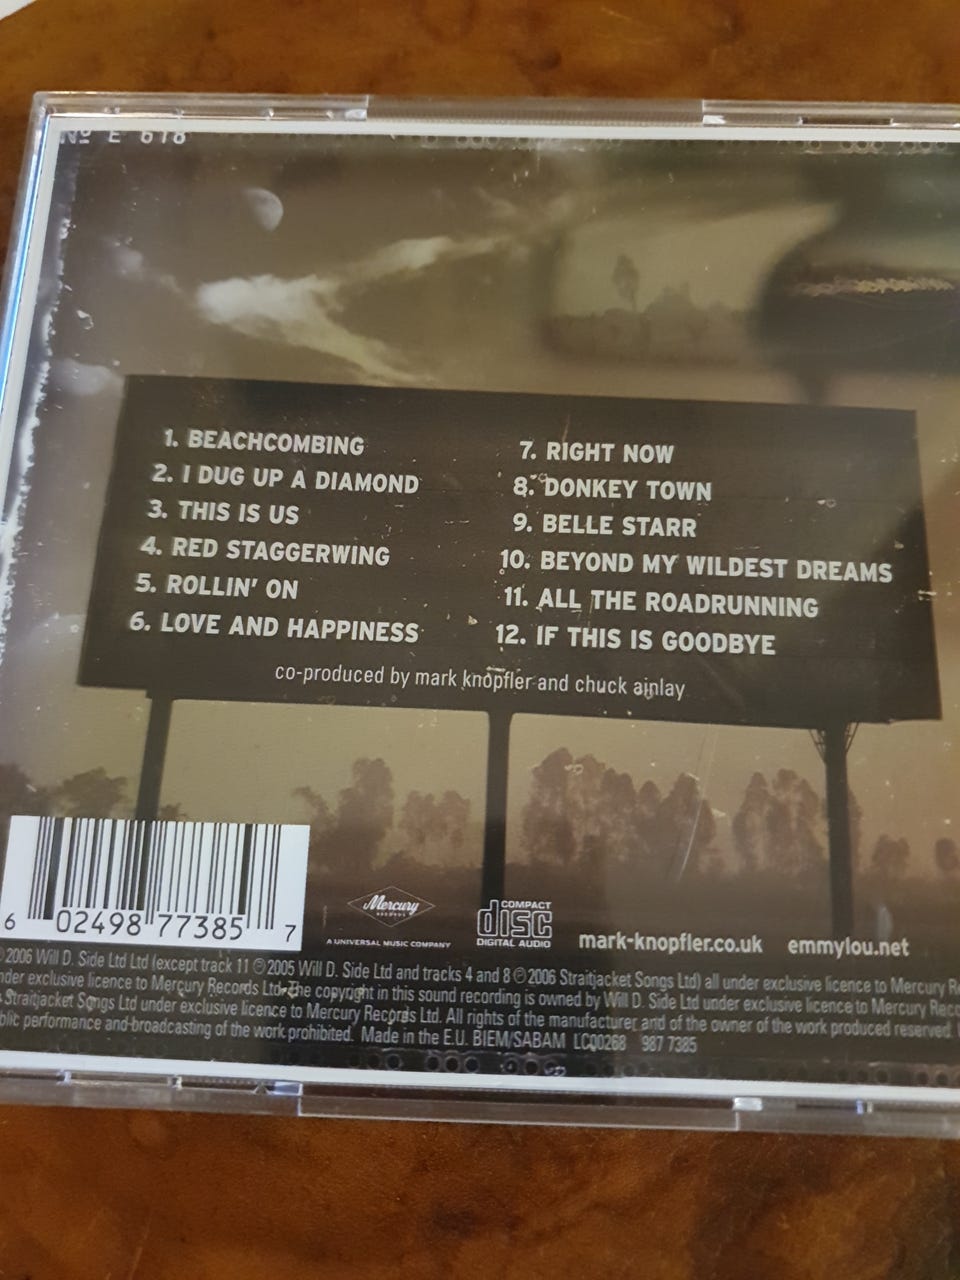 Nº E 618
1. BEACHCOMBING
2. I DUG UP A DIAMOND
3. THIS IS US
4. RED STAGGERWING
5. ROLLIN' ON
6. LOVE AND HAPPINESS
7. RIGHT NOW
8. DONKEY TOWN
9. BELLE STARR
10. BEYOND MY WILDEST DREAMS
11. ALL THE ROADRUNNING
12. IF THIS IS GOODBYE
co-produced by mark knopfler and chuck ainlay
6 02498 77385 7
Mercury
RECORDS
A UNIVERSAL MUSIC COMPANY
COMPACT
disc
DIGITAL AUDIO
mark-knopfler.co.uk emmylou.net
2006 Will D. Side Ltd Ltd (except track 11 ℗ 2005 Will D. Side Ltd and tracks 4 and 8 ℗ 2006 Straitjacket Songs Ltd) all under exclusive licence to Mercury
under exclusive licence to Mercury Records Ltd. The copyright in this sound recording is owned by Will D. Side Ltd under exclusive licence to Mercury
Straitjacket Songs Ltd under exclusive licence to Mercury Records Ltd. All rights of the manufacturer and of the owner of the work produced reserved.
performance and broadcasting of the work prohibited. Made in the E.U. BIEM/SABAM LC00268 987 7385